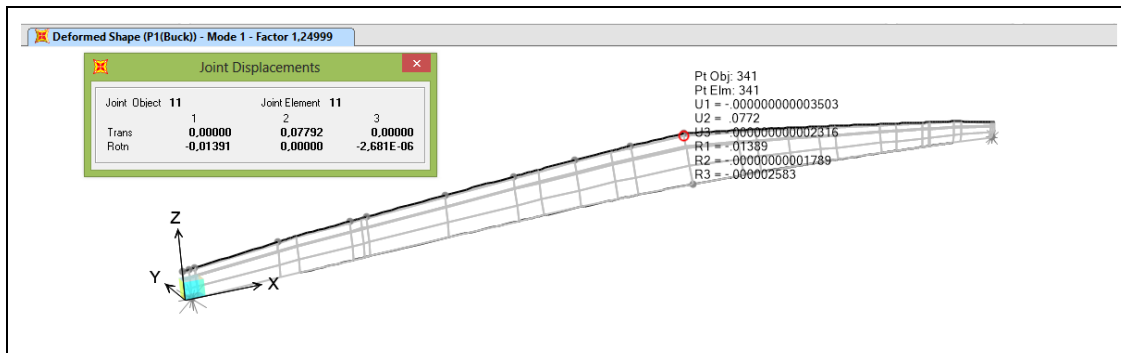 Deformed Shape (P1(Buck)) - Mode 1 - Factor 1,24999
Joint Displacements
Joint Object 11 Joint Element 11
1 2 3
Trans 0,00000 0,07792 0,00000
Rotn -0,01391 0,00000 -2,681E-06
Pt Obj: 341
Pt Elm: 341
U1 = -.000000000003503
U2 = .0772
U3 = .000000000002316
R1 = -.01389
R2 = -.00000000001789
R3 = -.000002583
Z
Y
X